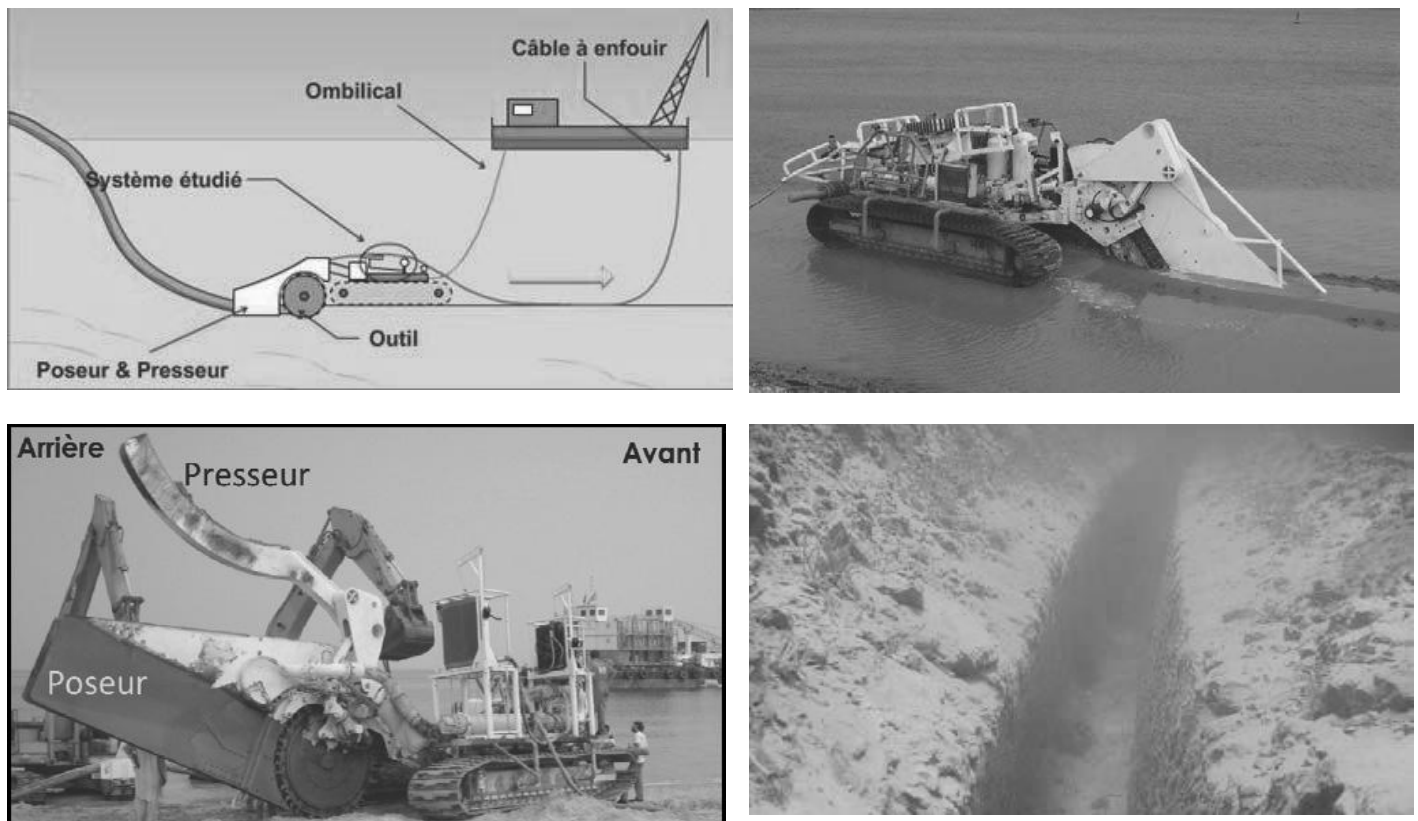 Câble à enfouir
Ombilical
Système étudié
Outil
Poseur & Presseur
Arrière
Avant
Presseur
Poseur